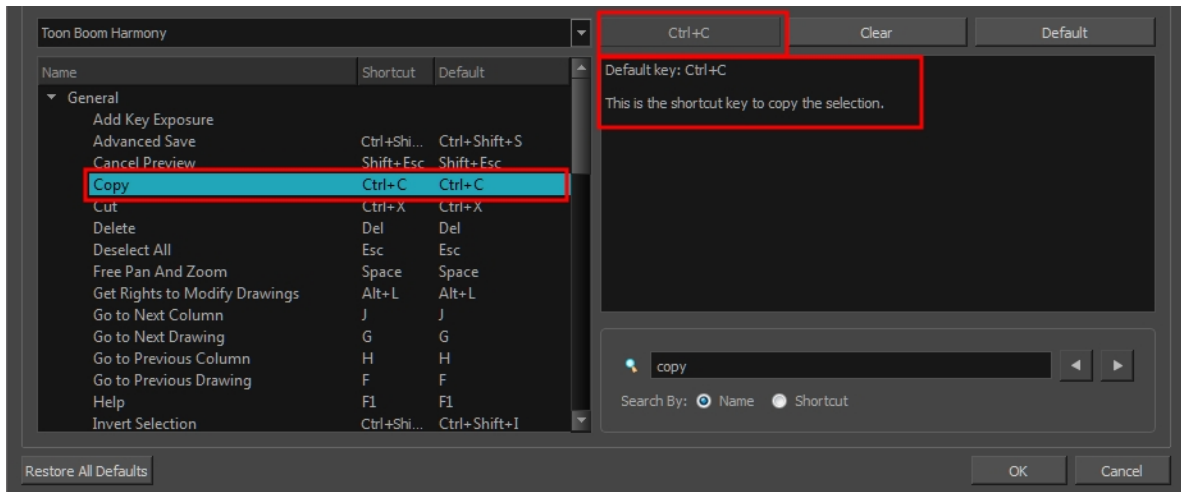 Toon Boom Harmony
Ctrl+C Clear Default
Name Shortcut Default
General
Add Key Exposure
Advanced Save Ctrl+Shi... Ctrl+Shift+S
Cancel Preview Shift+Esc Shift+Esc
Copy Ctrl+C Ctrl+C
Cut Ctrl+X Ctrl+X
Delete Del Del
Deselect All Esc Esc
Free Pan And Zoom Space Space
Get Rights to Modify Drawings Alt+L Alt+L
Go to Next Column J J
Go to Next Drawing G G
Go to Previous Column H H
Go to Previous Drawing F F
Help F1 F1
Invert Selection Ctrl+Shi... Ctrl+Shift+I
Default key: Ctrl+C
This is the shortcut key to copy the selection.
copy
Search By: Name Shortcut
Restore All Defaults
OK Cancel